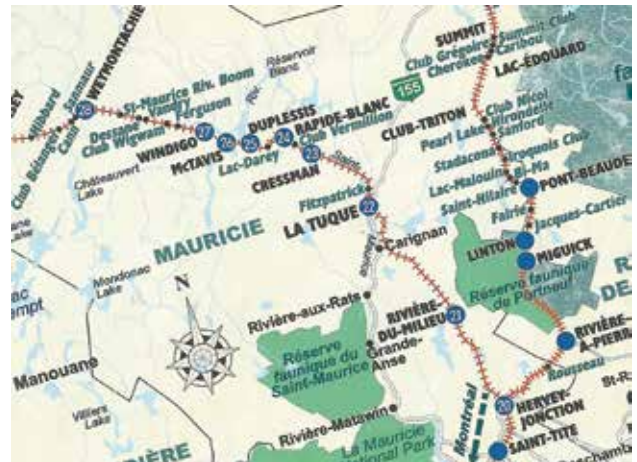 SUMMIT
Summit Club
Club Grégoire
Caribou
Cherokee
LAC-ÉDOUARD
155
WEYMONTACHIE
Sanmaur
Hibbard
Club Bélanger
Cann
28
St-Maurice Riv. Boom
Vandry
Dessane
Ferguson
Club Wigwam
WINDIGO
27
26
25
24
23
MCTAVIS
DUPLESSIS
RAPIDE-BLANC
Club Vermillion
Lac-Darey
CRESSMAN
Réservoir
Blanc
Châteauvert
Lake
CLUB-TRITON
Club Nicol
Hirondelle
Pearl Lake
Sanford
Stadacona
Iroquois Club
Lac-Malouin
Bi-Ma
Saint-Hilaire
PONT-BEAUDE
Fairie
Jacques-Cartier
LINTON
MIGUICK
Réserve faunique
de Portneuf
Fitzpatrick
22
LA TUQUE
Carignan
MAURICIE
Mondonac
Lake
N
Manouane
Villiers
Lake
Rivière-aux-Rats
RIVIÈRE-
DU-MILIEU
21
Réserve
faunique du
Saint-Maurice
Grande-
Anse
Rivière-Matawin
La Mauricie
National Park
RIVIÈRE-
A-PIERR
Rousseau
20
HERVEY-
JONCTION
Montréal
SAINT-TITE